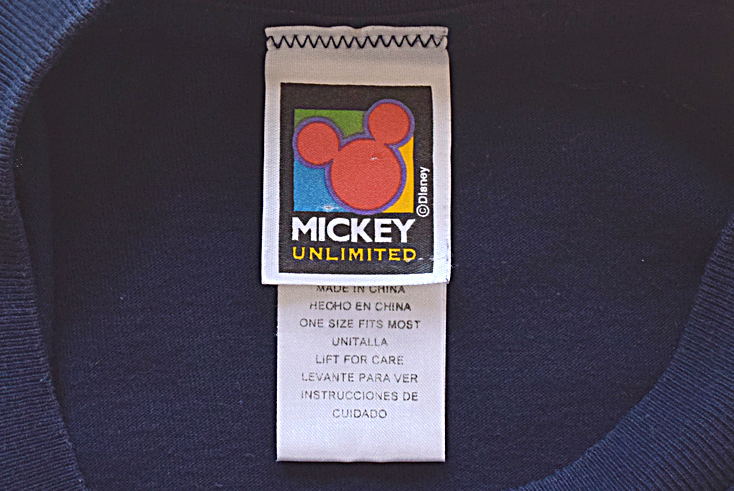 ©Disney
MICKEY
UNLIMITED
MADE IN CHINA
HECHO EN CHINA
ONE SIZE FITS MOST
UNITALLA
LIFT FOR CARE
LEVANTE PARA VER
INSTRUCCIONES DE
CUIDADO